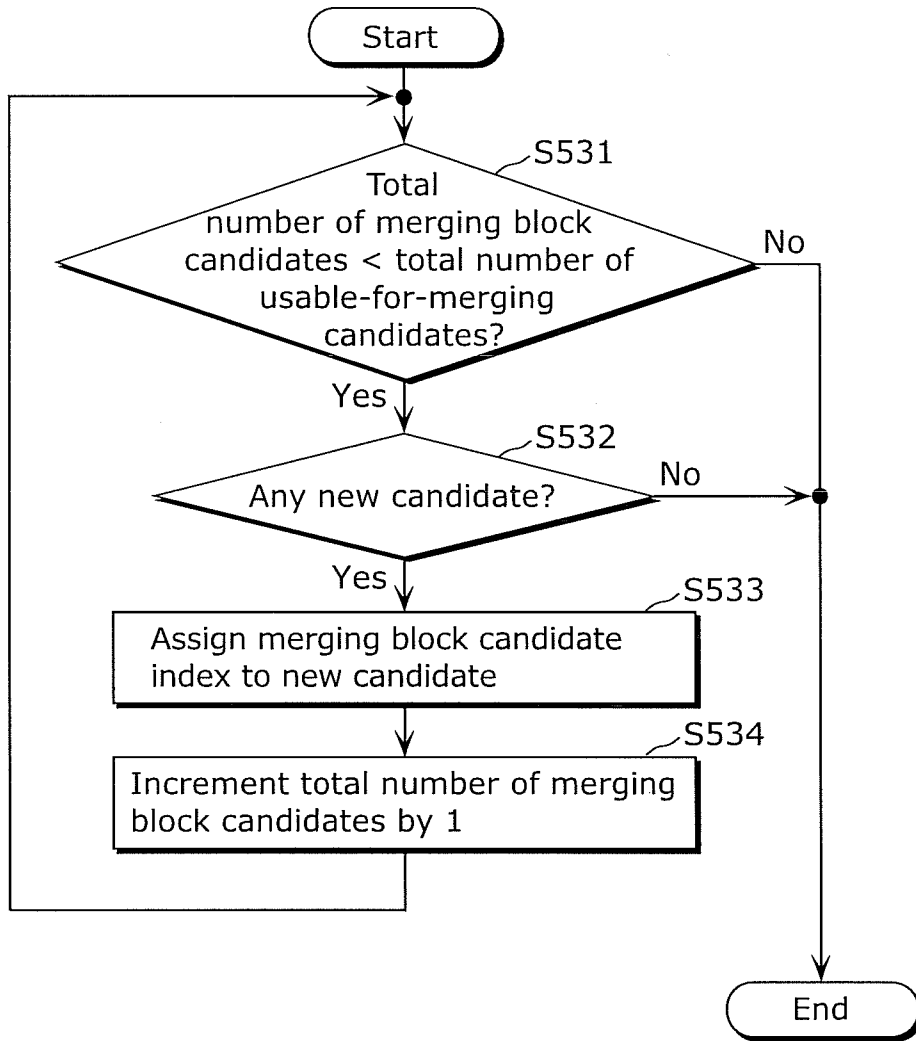 Start
S531
Total
number of merging block
candidates < total number of
usable-for-merging
candidates?
No
Yes
S532
Any new candidate?
No
Yes
S533
Assign merging block candidate
index to new candidate
S534
Increment total number of merging
block candidates by 1
End